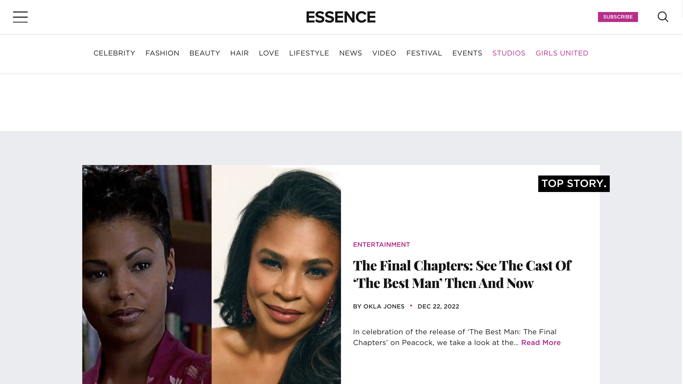 ESSENCE
SUBSCRIBE
CELEBRITY FASHION BEAUTY HAIR LOVE LIFESTYLE NEWS VIDEO FESTIVAL EVENTS STUDIOS GIRLS UNITED
TOP STORY.
ENTERTAINMENT
The Final Chapters: See The Cast Of
‘The Best Man’ Then And Now
BY OKLA JONES • DEC 22, 2022
In celebration of the release of ‘The Best Man: The Final
Chapters’ on Peacock, we take a look at the... Read More